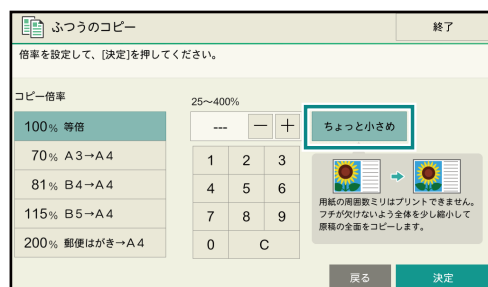 ふつうのコピー
終了
倍率を設定して、[決定]を押してください。
コピー倍率
25～400%
100% 等倍
--- － ＋
ちょっと小さめ
70% A3→A4
81% B4→A4
115% B5→A4
200% 郵便はがき→A4
1 2 3
4 5 6
7 8 9
0 C
用紙の周囲数ミリはプリントできません。
フチが欠けないよう全体を少し縮小して
原稿の全面をコピーします。
戻る
決定